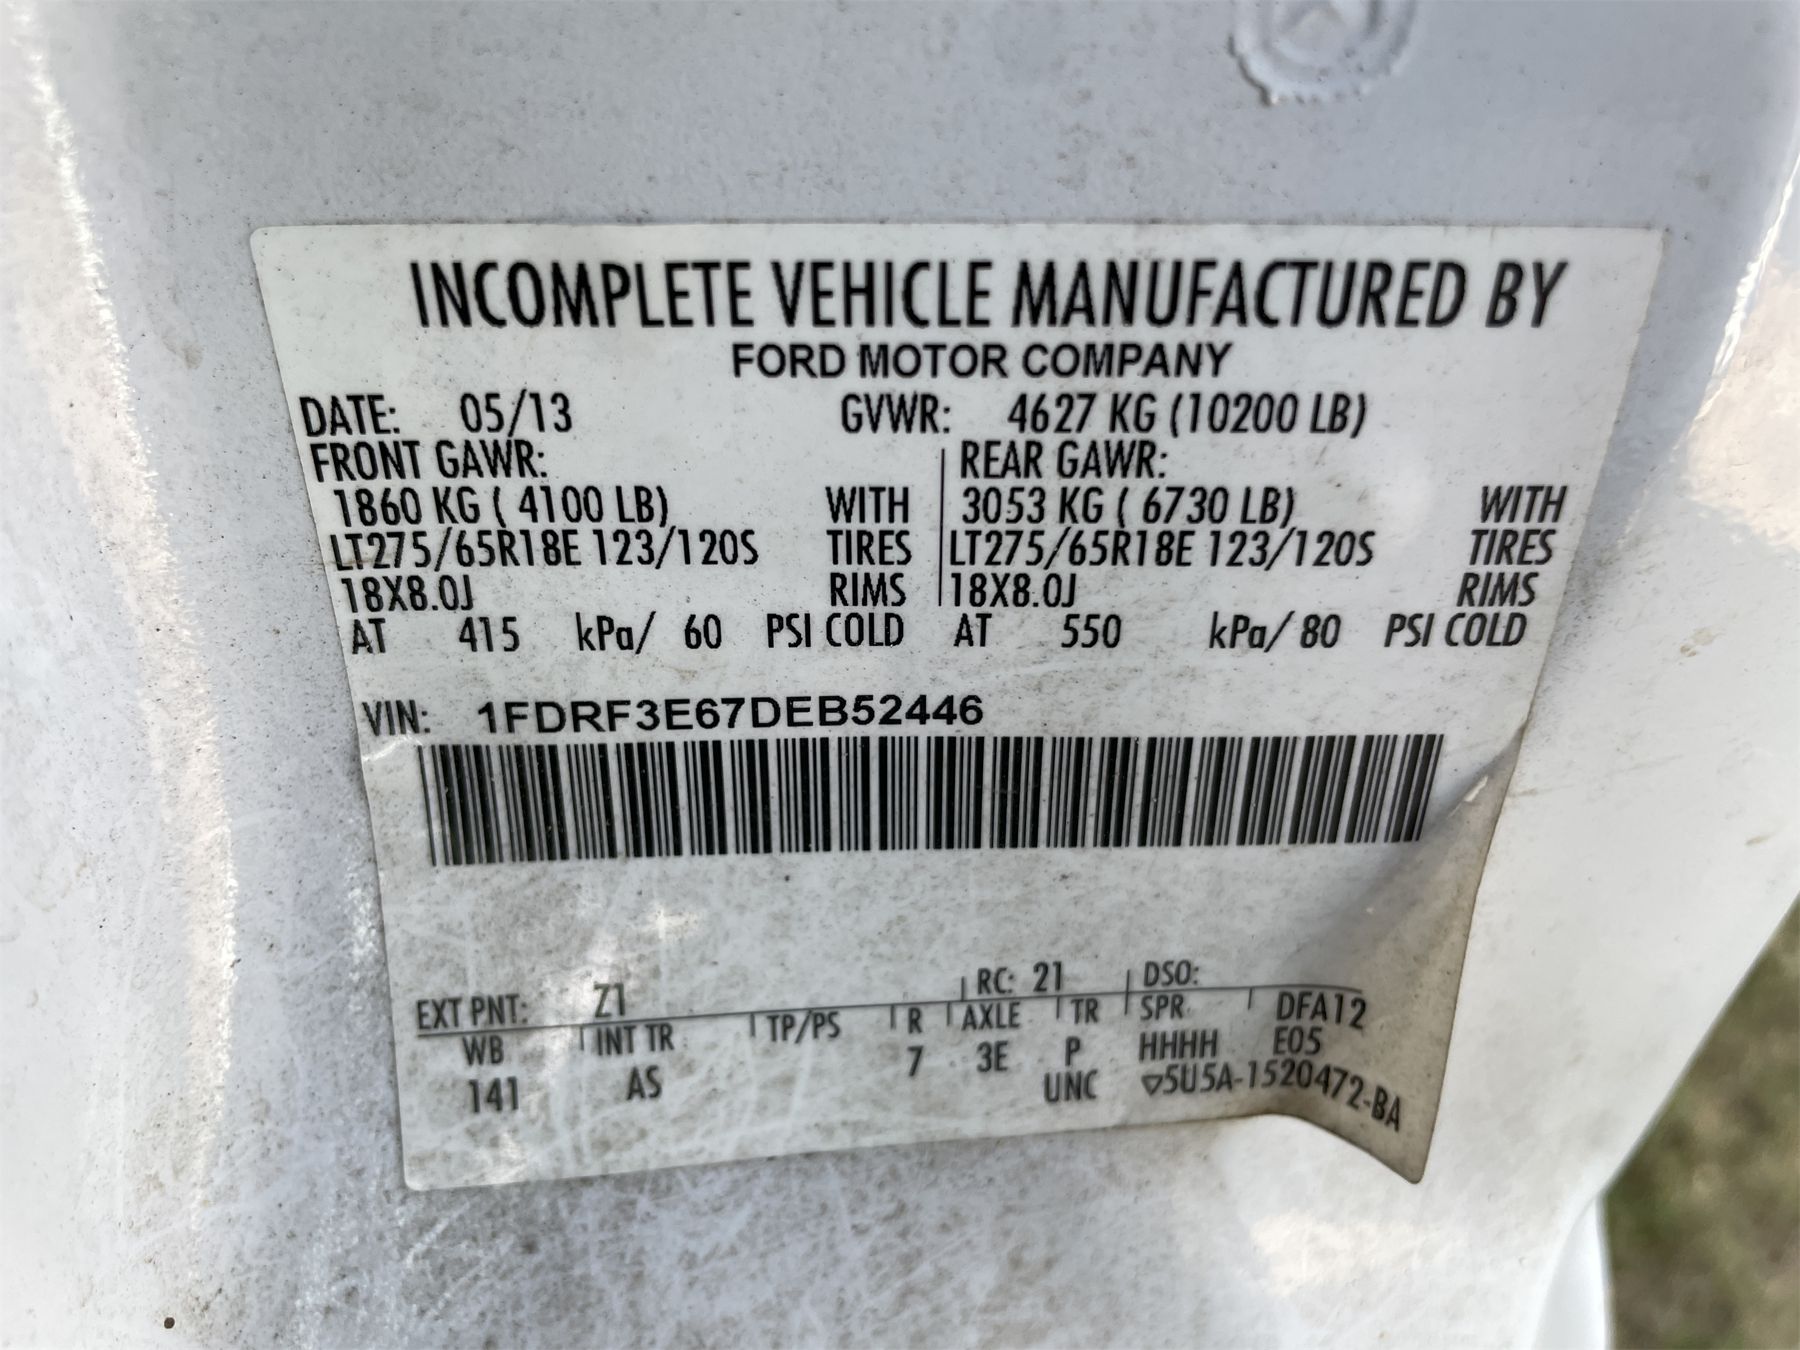 INCOMPLETE VEHICLE MANUFACTURED BY
FORD MOTOR COMPANY
DATE: 05/13 GVWR: 4627 KG (10200 LB)
FRONT GAWR: REAR GAWR:
1860 KG ( 4100 LB) WITH 3053 KG ( 6730 LB) WITH
LT275/65R18E 123/120S TIRES LT275/65R18E 123/120S TIRES
18X8.0J RIMS 18X8.0J RIMS
AT 415 kPa/ 60 PSI COLD AT 550 kPa/ 80 PSI COLD
VIN: 1FDRF3E67DEB52446
EXT PNT: Z1 RC: 21 DSO:
WB INT TR TP/PS R AXLE TR SPR DFA12
141 AS 7 3E P HHHH E05
UNC ▽5U5A-1520472-BA